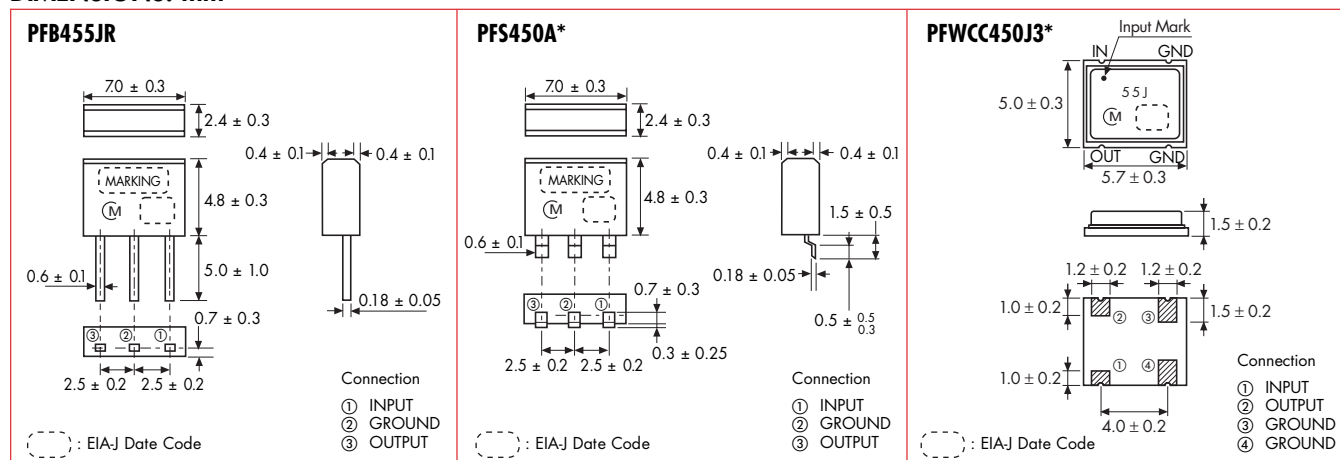 DIMENSIONS: mm
PFB455JR
7.0 ± 0.3
2.4 ± 0.3
0.4 ± 0.1
0.4 ± 0.1
MARKING
M
4.8 ± 0.3
0.6 ± 0.1
5.0 ± 1.0
0.18 ± 0.05
0.7 ± 0.3
③ ② ①
2.5 ± 0.2
2.5 ± 0.2
Connection
① INPUT
② GROUND
③ OUTPUT
: EIA-J Date Code
PFS450A*
7.0 ± 0.3
2.4 ± 0.3
0.4 ± 0.1
0.4 ± 0.1
MARKING
M
4.8 ± 0.3
1.5 ± 0.5
0.6 ± 0.1
0.18 ± 0.05
0.7 ± 0.3
③ ② ①
0.5 ± 0.5 0.3
0.3 ± 0.25
2.5 ± 0.2
2.5 ± 0.2
Connection
① INPUT
② GROUND
③ OUTPUT
: EIA-J Date Code
PFWCC450J3*
Input Mark
IN GND
5.0 ± 0.3
55J
M
OUT GND
5.7 ± 0.3
1.5 ± 0.2
1.2 ± 0.2
1.2 ± 0.2
1.0 ± 0.2
② ③
1.5 ± 0.2
① ④
1.0 ± 0.2
4.0 ± 0.2
Connection
① INPUT
② OUTPUT
③ GROUND
④ GROUND
: EIA-J Date Code